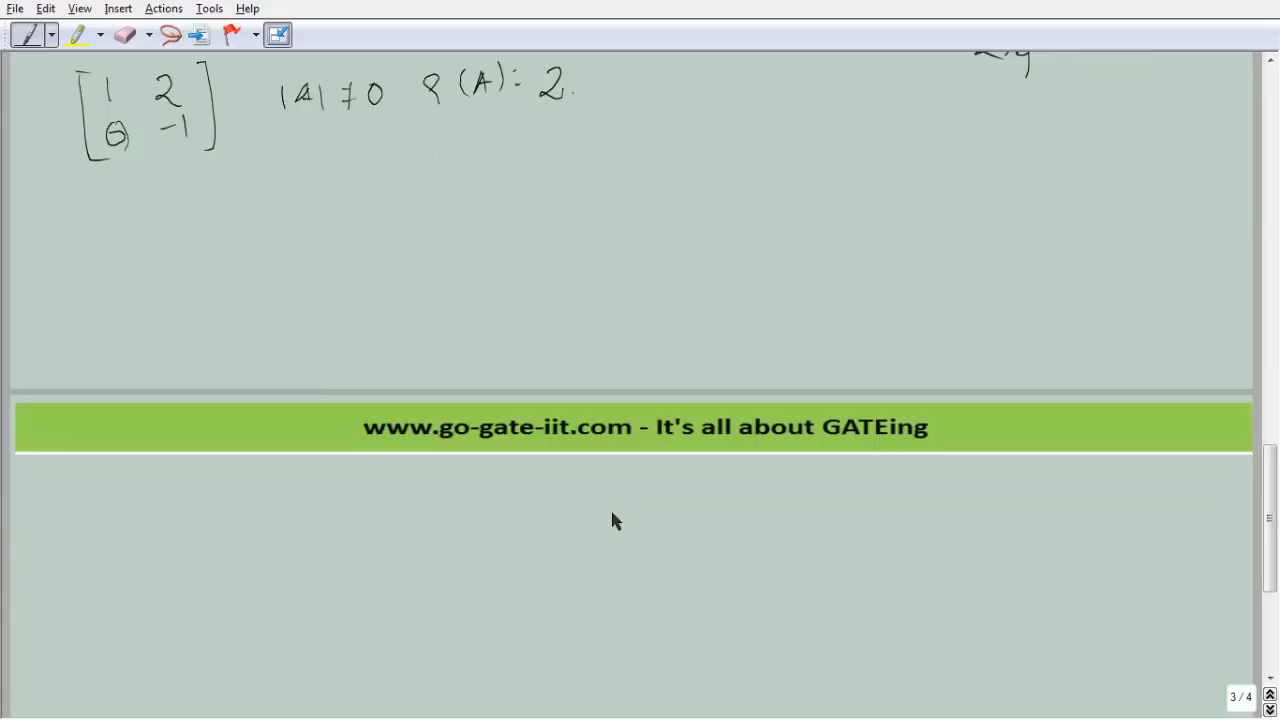 File Edit View Insert Actions Tools Help
1 2 |A| ≠ 0 ρ(A) : 2.
0 -1
www.go-gate-iit.com - It's all about GATEing
3 / 4